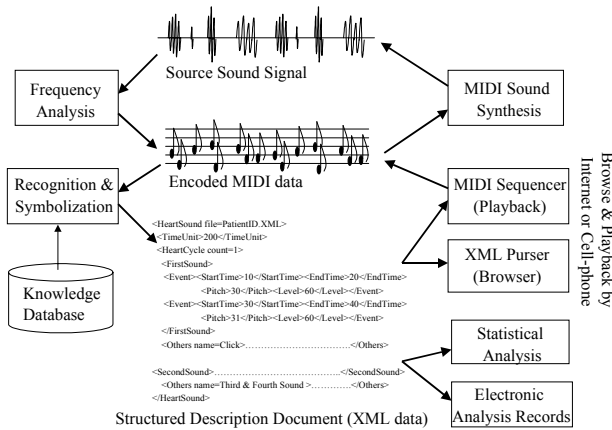 Source Sound Signal
Frequency
Analysis
MIDI Sound
Synthesis
Encoded MIDI data
Recognition &
Symbolization
MIDI Sequencer
(Playback)
XML Purser
(Browser)
Browse & Playback by
Internet or Cell-phone
Knowledge
Database
<HeartSound file=PatientID.XML>
<TimeUnit>200</TimeUnit>
<HeartCycle count=1>
<FirstSound>
<Event><StartTime>10</StartTime><EndTime>20</EndTime>
<Pitch>30</Pitch><Level>60</Level></Event>
<Event><StartTime>30</StartTime><EndTime>40</EndTime>
<Pitch>31</Pitch><Level>60</Level></Event>
</FirstSound>
<Others name=Click>……………………</Others>
<SecondSound>……………………………</SecondSound>
<Others name=Third & Fourth Sound >…………</Others>
</HeartSound>
Statistical
Analysis
Electronic
Analysis Records
Structured Description Document (XML data)